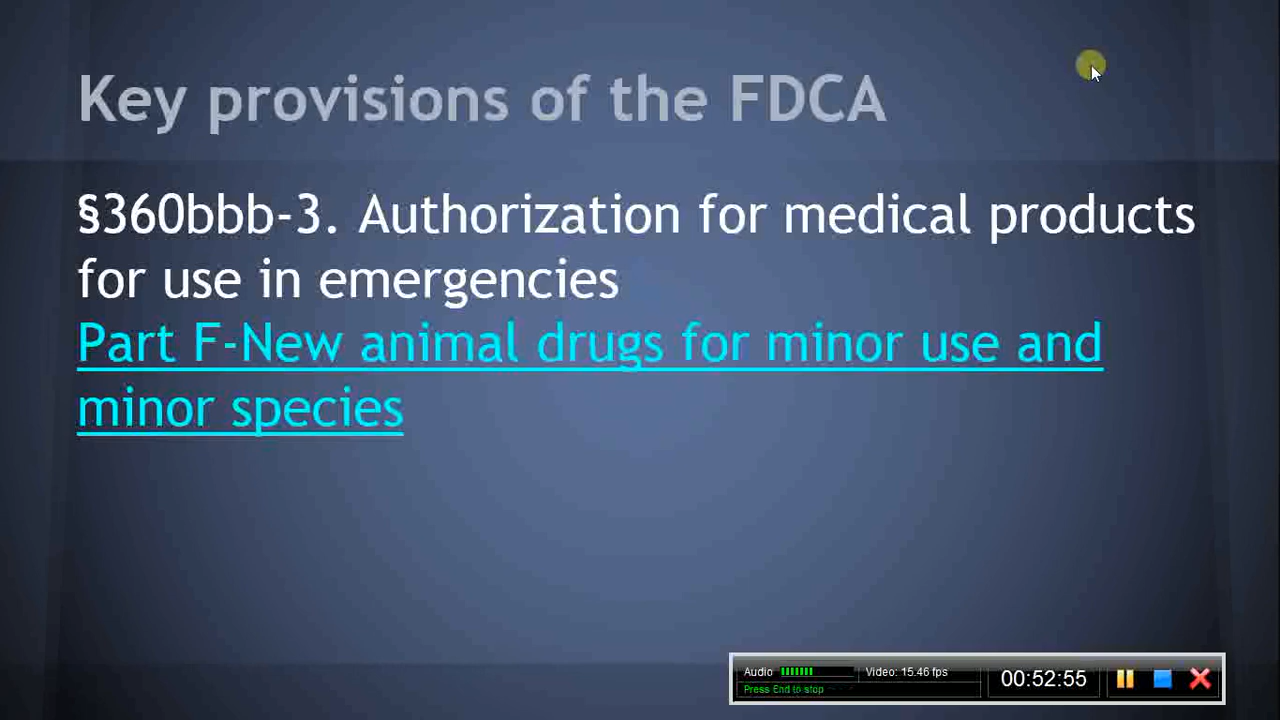 Key provisions of the FDCA
§360bbb-3. Authorization for medical products
for use in emergencies
Part F-New animal drugs for minor use and
minor species
Audio
Video: 15.46 fps
00:52:55
Press End to stop